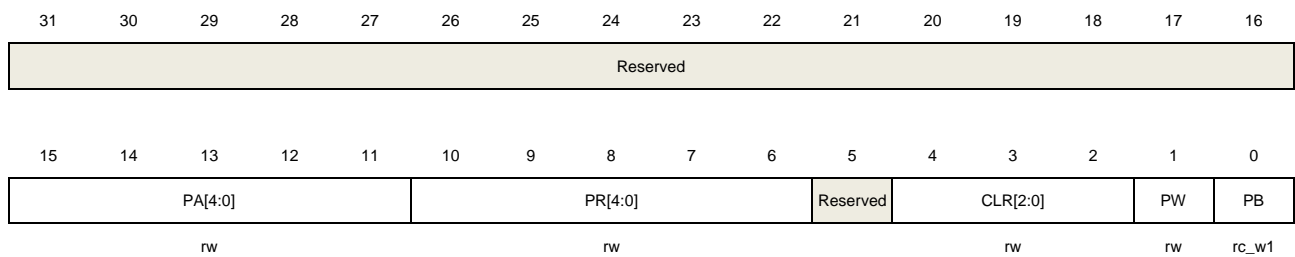 31 30 29 28 27 26 25 24 23 22 21 20 19 18 17 16
Reserved
15 14 13 12 11 10 9 8 7 6 5 4 3 2 1 0
PA[4:0] PR[4:0] Reserved CLR[2:0] PW PB
rw rw rw rw rc_w1